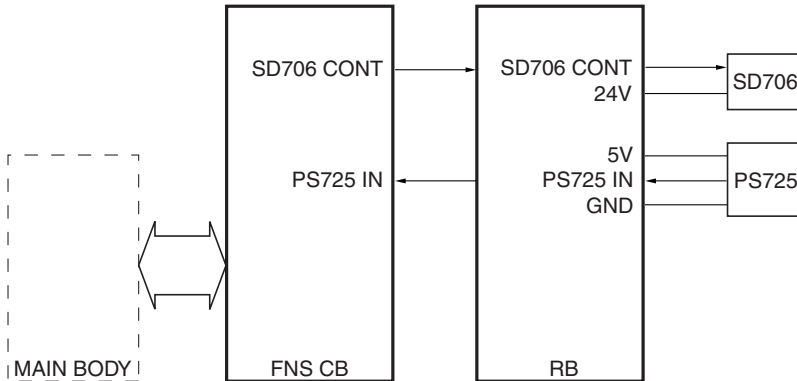 SD706 CONT
SD706 CONT
24V
SD706
PS725 IN
5V
PS725 IN
GND
PS725
MAIN BODY
FNS CB
RB